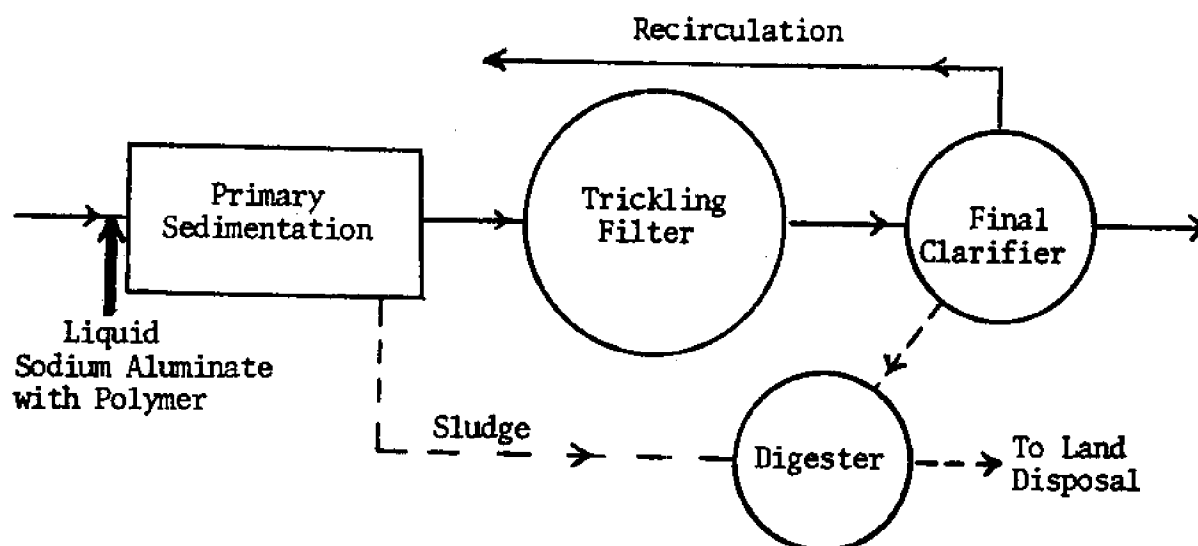 Recirculation
Primary
Sedimentation
Trickling
Filter
Final
Clarifier
Liquid
Sodium Aluminate
with Polymer
Sludge
Digester
To Land
Disposal